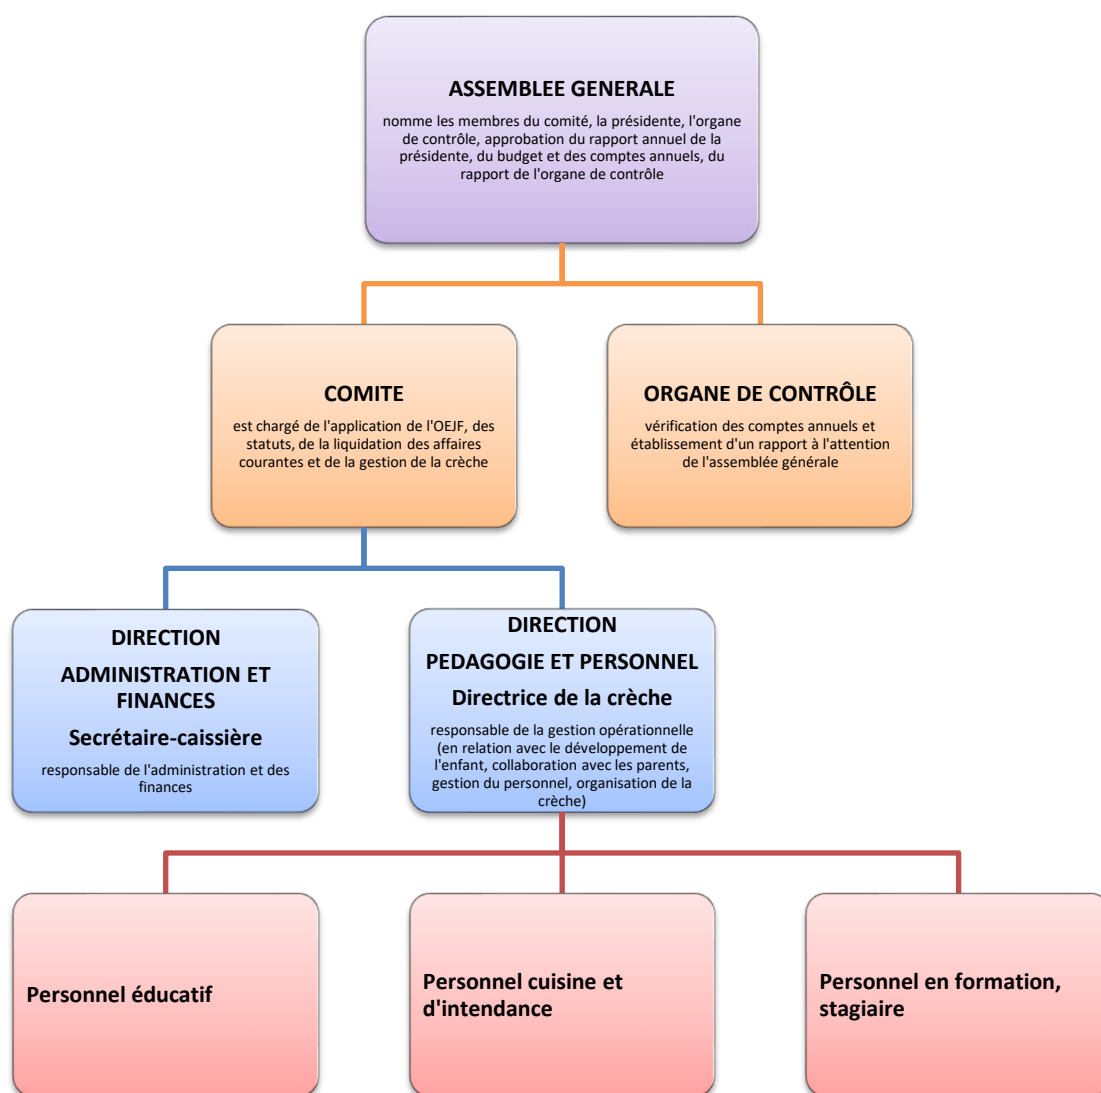 ASSEMBLEE GENERALE
nomme les membres du comité, la présidente, l'organe
de contrôle, approbation du rapport annuel de la
présidente, du budget et des comptes annuels, du
rapport de l'organe de contrôle
COMITE
est chargé de l'application de l'OEJF, des
statuts, de la liquidation des affaires
courantes et de la gestion de la crèche
ORGANE DE CONTRÔLE
vérification des comptes annuels et
établissement d'un rapport à l'attention
de l'assemblée générale
DIRECTION
ADMINISTRATION ET
FINANCES
Secrétaire-caissière
responsable de l'administration et des
finances
DIRECTION
PEDAGOGIE ET PERSONNEL
Directrice de la crèche
responsable de la gestion opérationnelle
(en relation avec le développement de
l'enfant, collaboration avec les parents,
gestion du personnel, organisation de la
crèche)
Personnel éducatif
Personnel cuisine et
d'intendance
Personnel en formation,
stagiaire